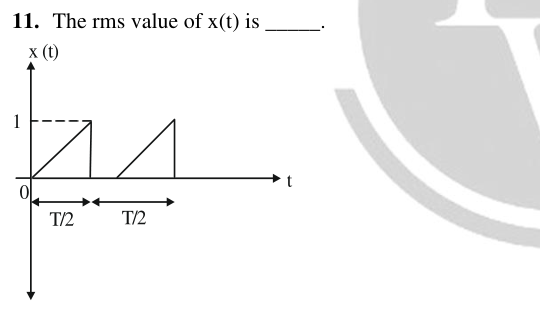 11. The rms value of x(t) is _____.
x (t)
1
0
t
T/2 T/2